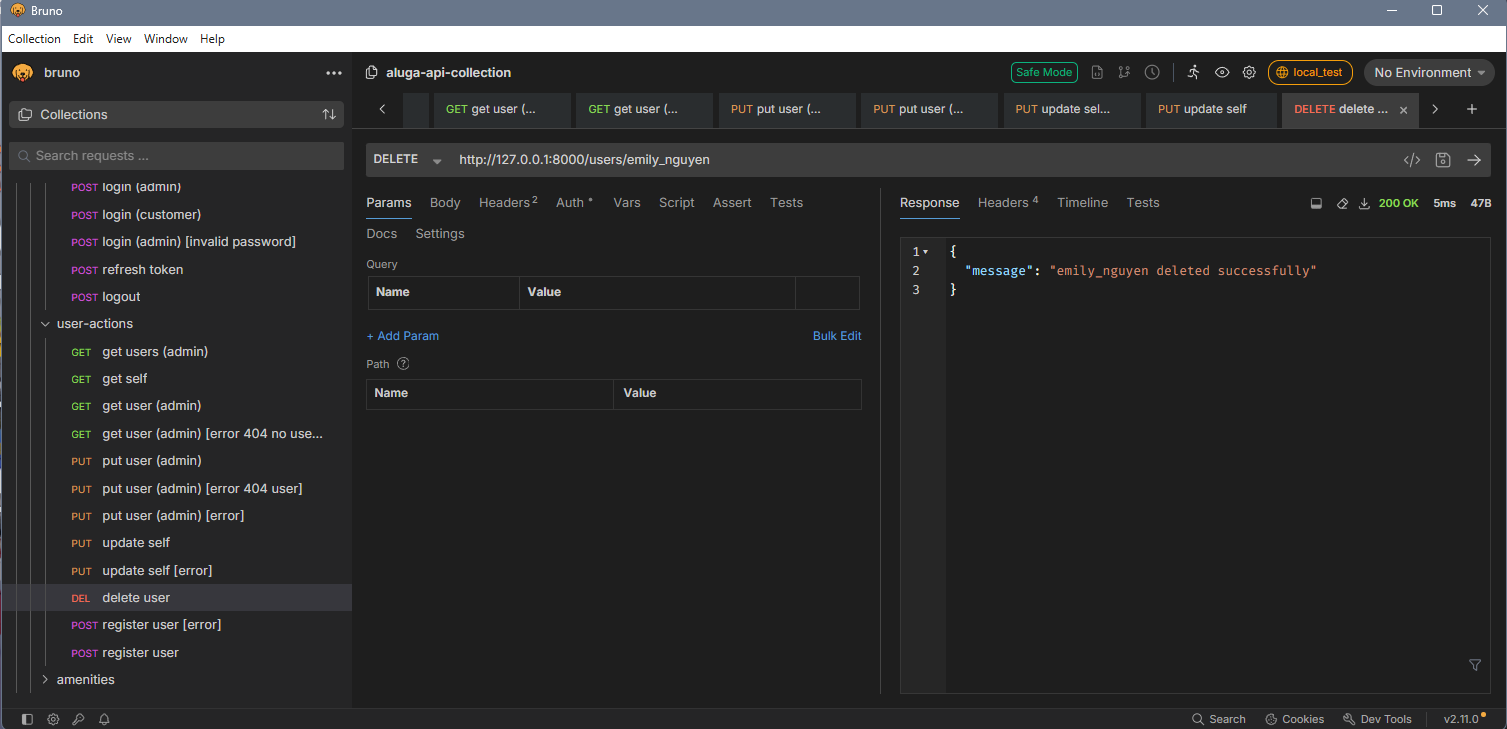 Bruno
Collection Edit View Window Help
bruno
Collections
Search requests ...
POST login (admin)
POST login (customer)
POST login (admin) [invalid password]
POST refresh token
POST logout
user-actions
GET get users (admin)
GET get self
GET get user (admin)
GET get user (admin) [error 404 no use...
PUT put user (admin)
PUT put user (admin) [error 404 user]
PUT put user (admin) [error]
PUT update self
PUT update self [error]
DEL delete user
POST register user [error]
POST register user
amenities
aluga-api-collection
Safe Mode
local_test
No Environment
GET get user (...
GET get user (...
PUT put user (...
PUT put user (...
PUT update sel...
PUT update self
DELETE delete ...
DELETE http://127.0.0.1:8000/users/emily_nguyen
Params Body Headers 2 Auth * Vars Script Assert Tests
Docs Settings
Query
Name Value
+ Add Param Bulk Edit
Path ?
Name Value
Response Headers 4 Timeline Tests
200 OK 5ms 47B
1 {
2 "message": "emily_nguyen deleted successfully"
3 }
Search Cookies Dev Tools v2.11.0